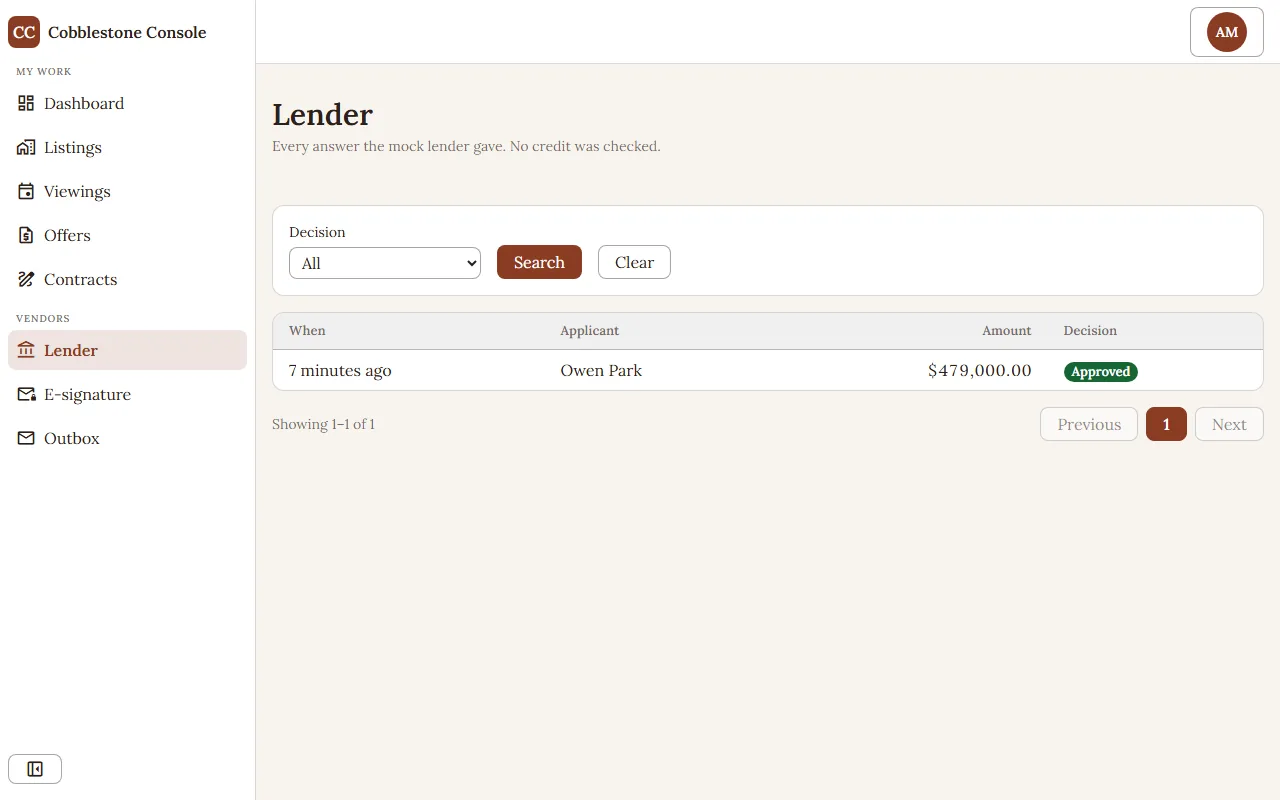 CC Cobblestone Console
MY WORK
Dashboard
Listings
Viewings
Offers
Contracts
VENDORS
Lender
E-signature
Outbox
AM
Lender
Every answer the mock lender gave. No credit was checked.
Decision
All Search Clear
When Applicant Amount Decision
7 minutes ago Owen Park $479,000.00 Approved
Showing 1–1 of 1 Previous 1 Next